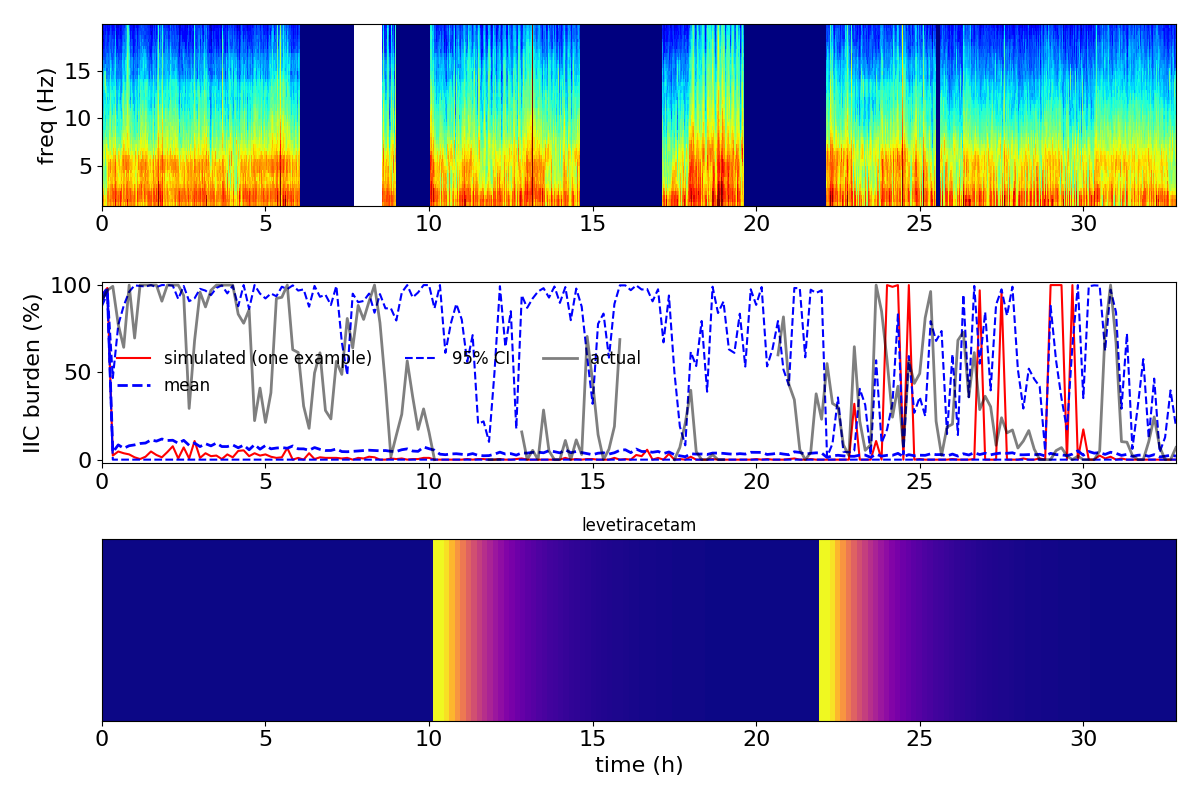 freq (Hz)
15
10
5
0 5 10 15 20 25 30
IIC burden (%)
100
50
0
simulated (one example)
mean
95% CI
actual
0 5 10 15 20 25 30
levetiracetam
0 5 10 15 20 25 30
time (h)